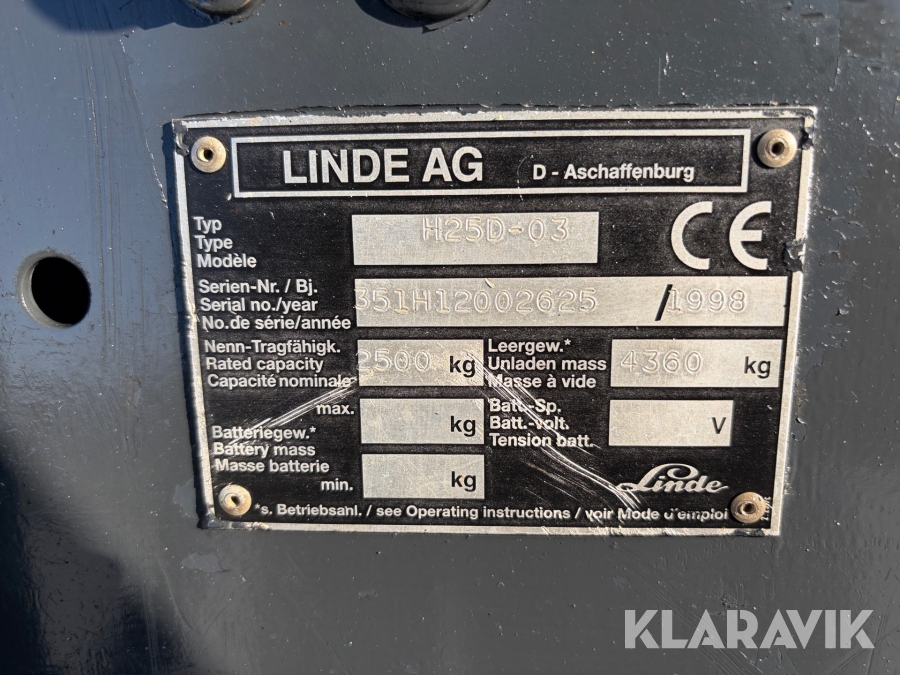 LINDE AG D - Aschaffenburg
Typ
Type
Modèle
H25D-03
CE
Serien-Nr. / Bj.
Serial no./year
No.de série/année
351H12002625 / 1998
Nenn-Tragfähigk.
Rated capacity
Capacité nominale
2500 kg
Leergew.*
Unladen mass
Masse à vide
4360 kg
Batteriegew.*
Battery mass
Masse batterie
max. kg
min. kg
Batt.-Sp.
Batt.-volt.
Tension batt.
V
Linde
*s. Betriebsanl. / see Operating instructions / voir Mode d'emploi
KLARAVIK